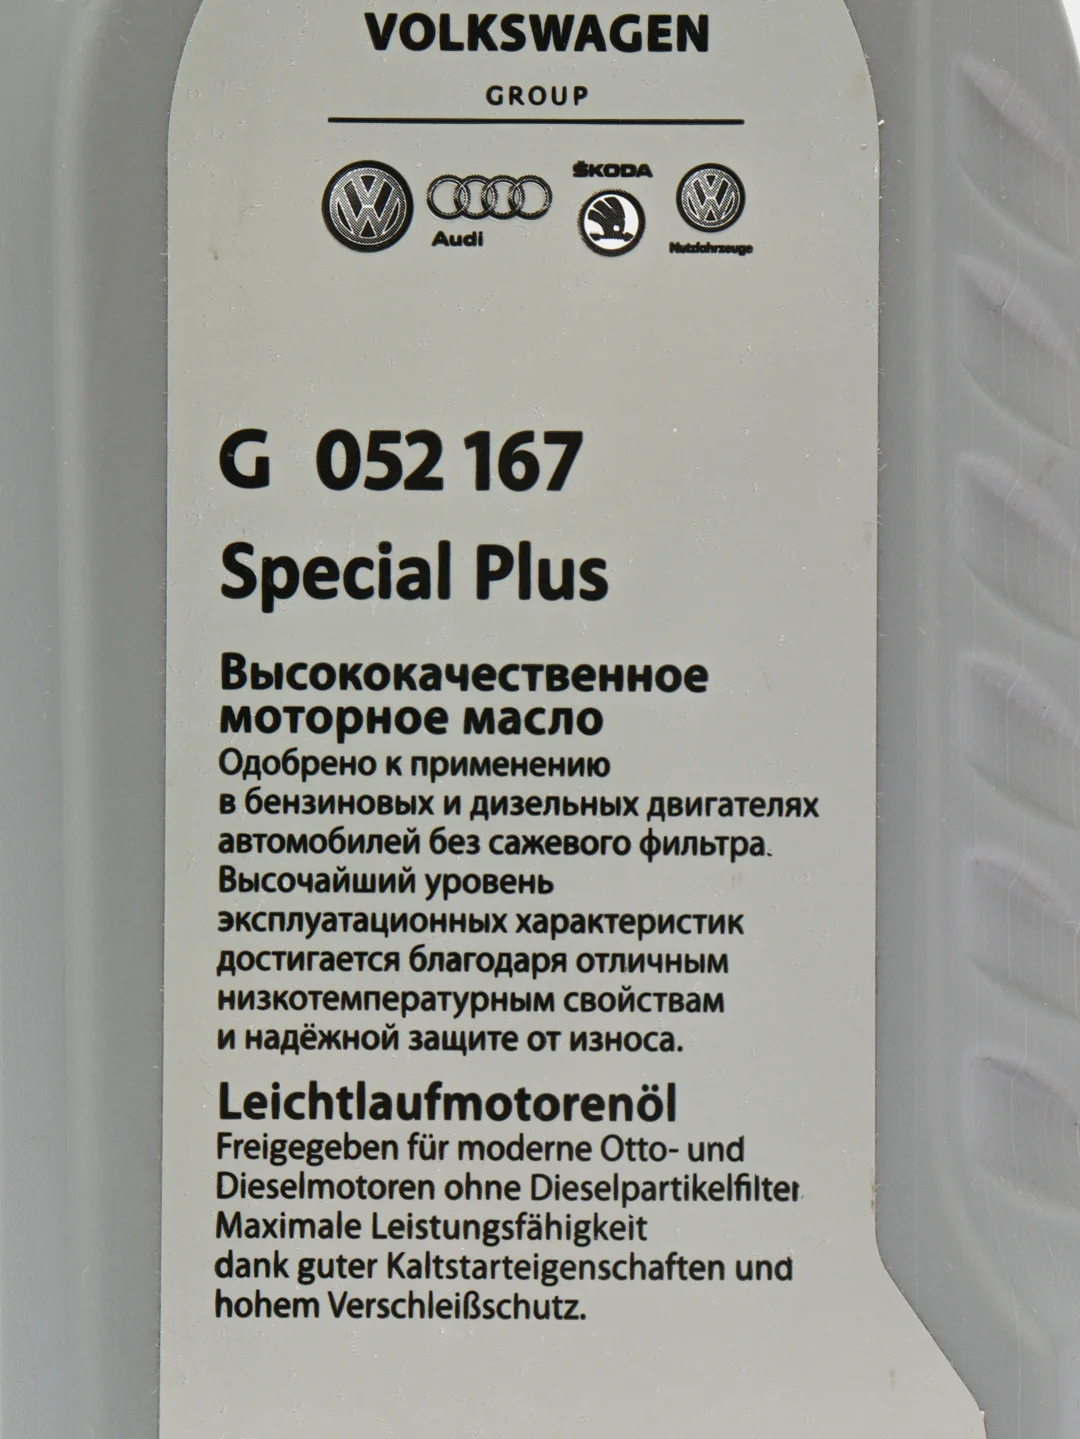 VOLKSWAGEN
GROUP
ŠKODA
Audi
Nutzfahrzeuge
G 052 167
Special Plus
Высококачественное
моторное масло
Одобрено к применению
в бензиновых и дизельных двигателях
автомобилей без сажевого фильтра.
Высочайший уровень
эксплуатационных характеристик
достигается благодаря отличным
низкотемпературным свойствам
и надёжной защите от износа.
Leichtlaufmotorenöl
Freigegeben für moderne Otto- und
Dieselmotoren ohne Dieselpartikelfilter
Maximale Leistungsfähigkeit
dank guter Kaltstarteigenschaften und
hohem Verschleißschutz.